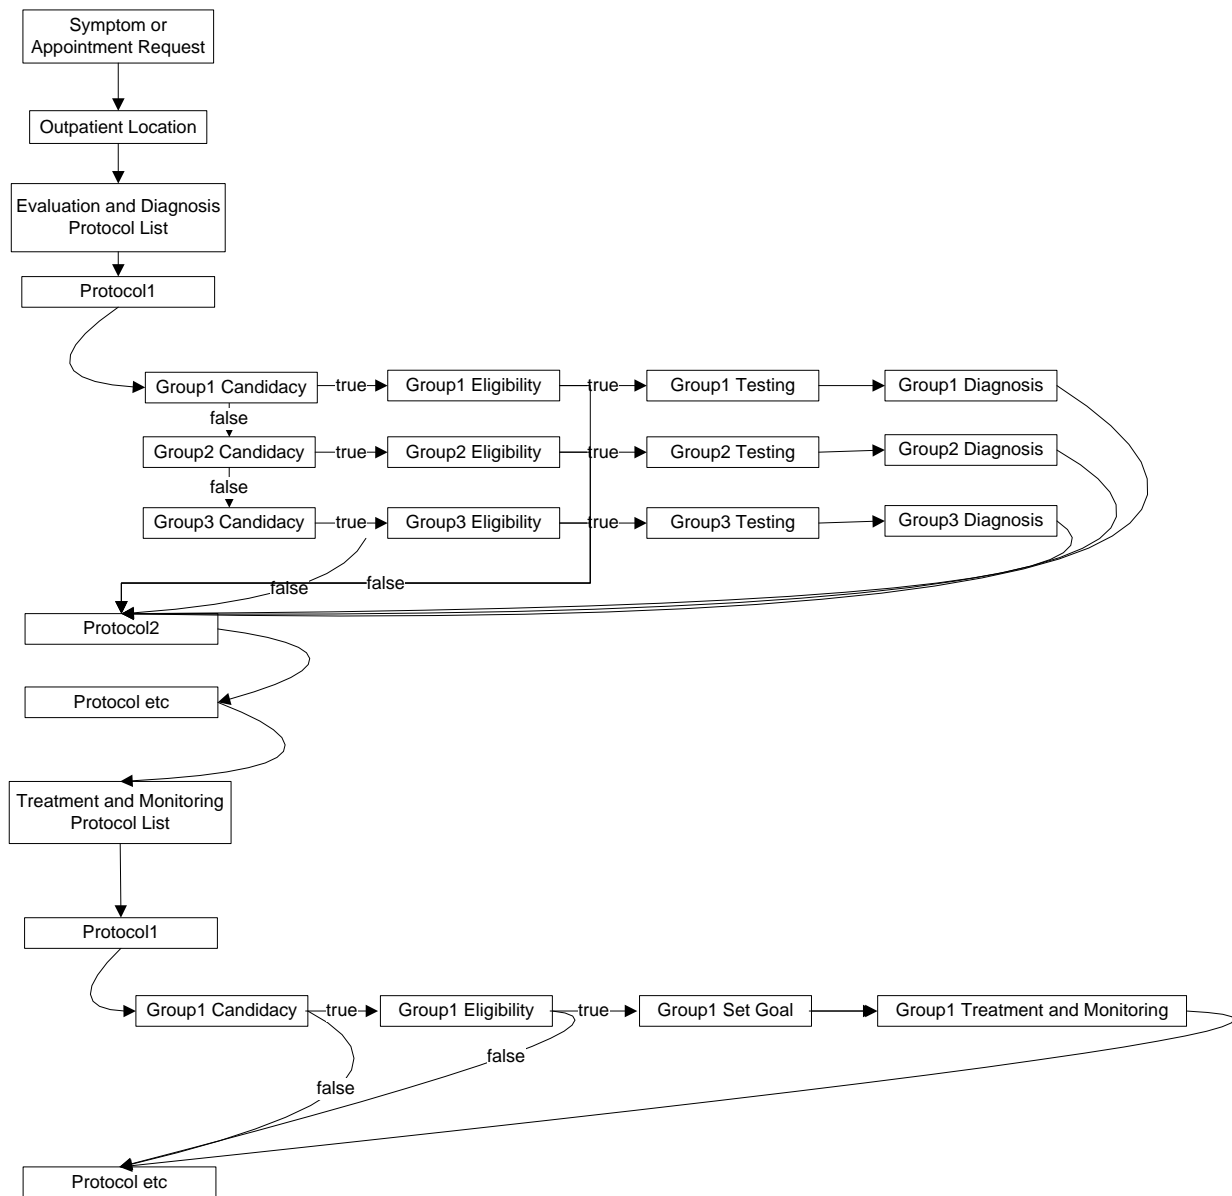 Symptom or
Appointment Request
Outpatient Location
Evaluation and Diagnosis
Protocol List
Protocol1
Group1 Candidacy
true
Group1 Eligibility
true
Group1 Testing
Group1 Diagnosis
false
Group2 Candidacy
true
Group2 Eligibility
true
Group2 Testing
Group2 Diagnosis
false
Group3 Candidacy
true
Group3 Eligibility
true
Group3 Testing
Group3 Diagnosis
false
false
Protocol2
Protocol etc
Treatment and Monitoring
Protocol List
Protocol1
Group1 Candidacy
true
Group1 Eligibility
true
Group1 Set Goal
Group1 Treatment and Monitoring
false
false
Protocol etc